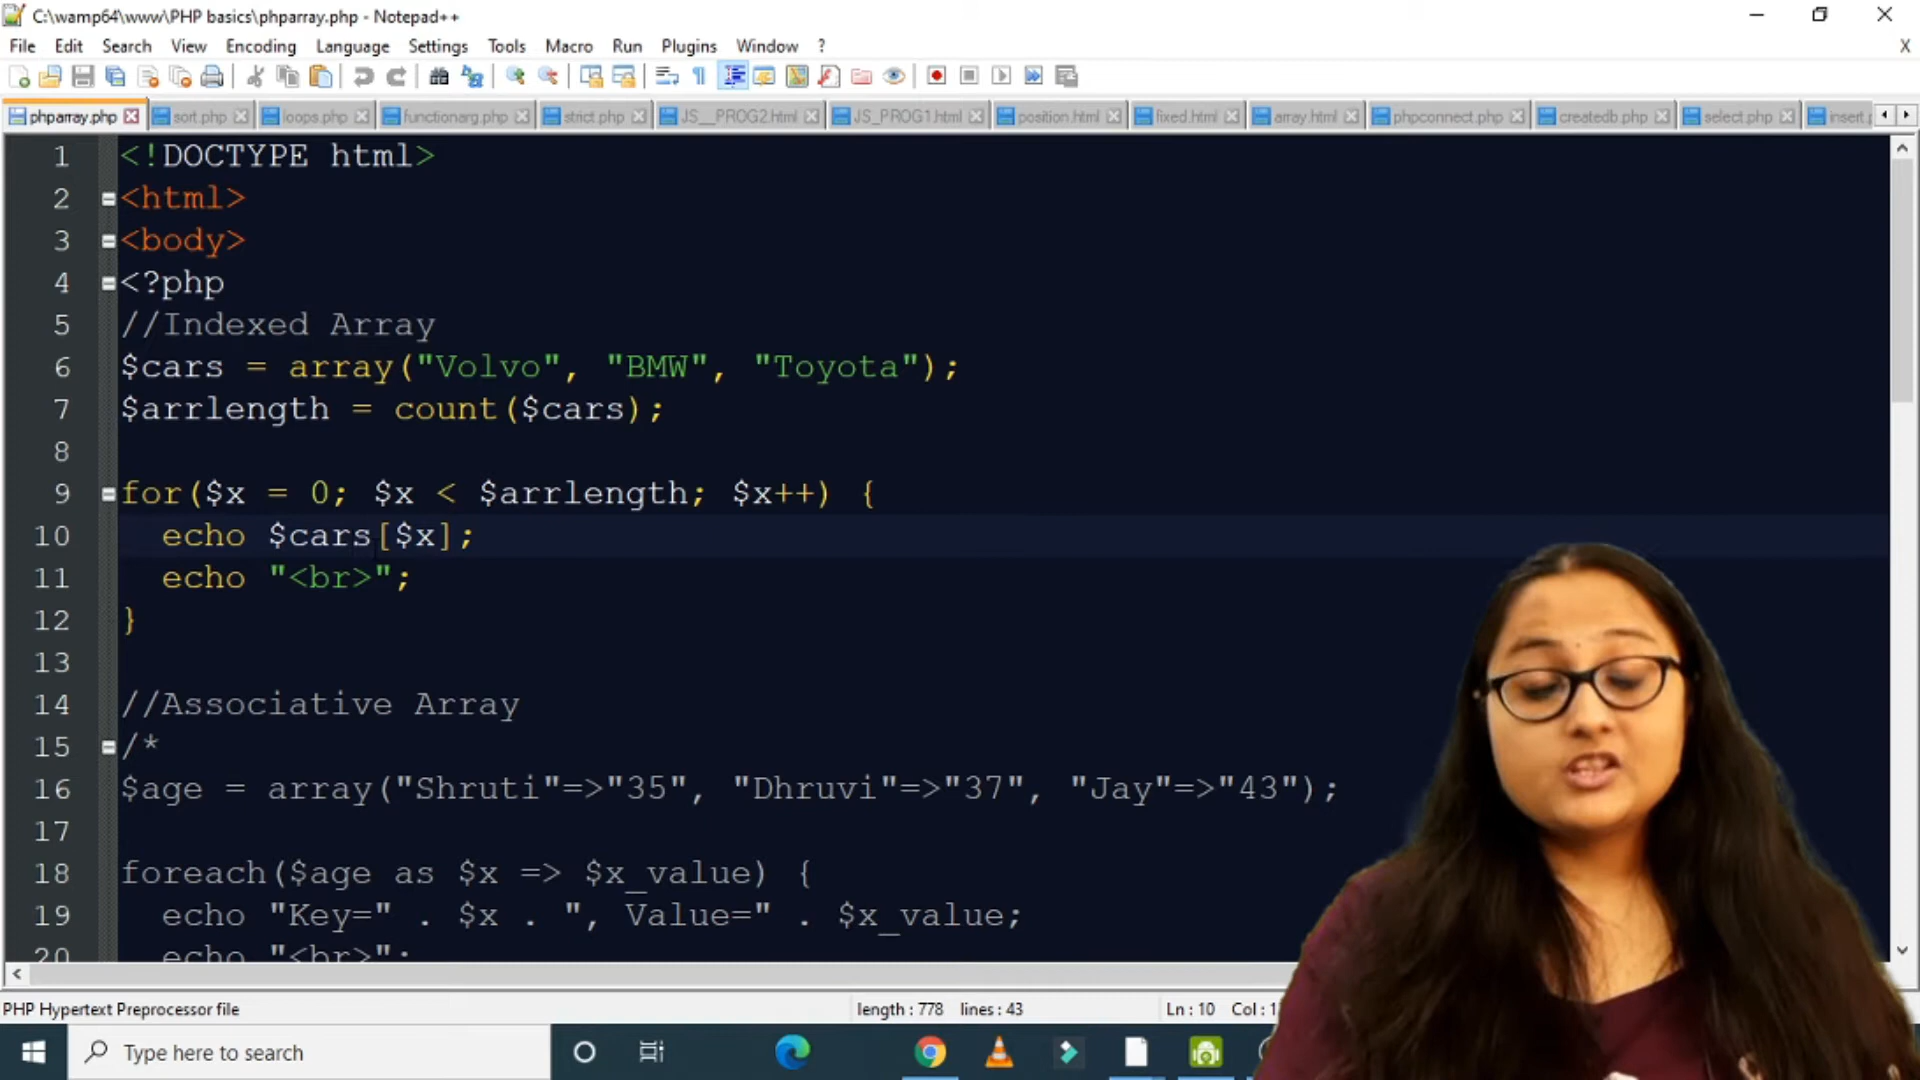 C:\wamp64\www\PHP basics\phparray.php - Notepad++
File Edit Search View Encoding Language Settings Tools Macro Run Plugins Window ? X
phparray.php sort.php loops.php functionarg.php strict.php JS__PROG2.html JS_PROG1.html position.html fixed.html array.html phpconnect.php createdb.php select.php
1 <!DOCTYPE html>
2 <html>
3 <body>
4 <?php
5 //Indexed Array
6 $cars = array("Volvo", "BMW", "Toyota");
7 $arrlength = count($cars);
8
9 for($x = 0; $x < $arrlength; $x++) {
10 echo $cars[$x];
11 echo "<br>";
12 }
13
14 //Associative Array
15 /*
16 $age = array("Shruti"=>"35", "Dhruvi"=>"37", "Jay"=>"43");
17
18 foreach($age as $x => $x_value) {
19 echo "Key=" . $x . ", Value=" . $x_value;
20 echo "<br>";
PHP Hypertext Preprocessor file length : 778 lines : 43 Ln : 10 Col :
Type here to search